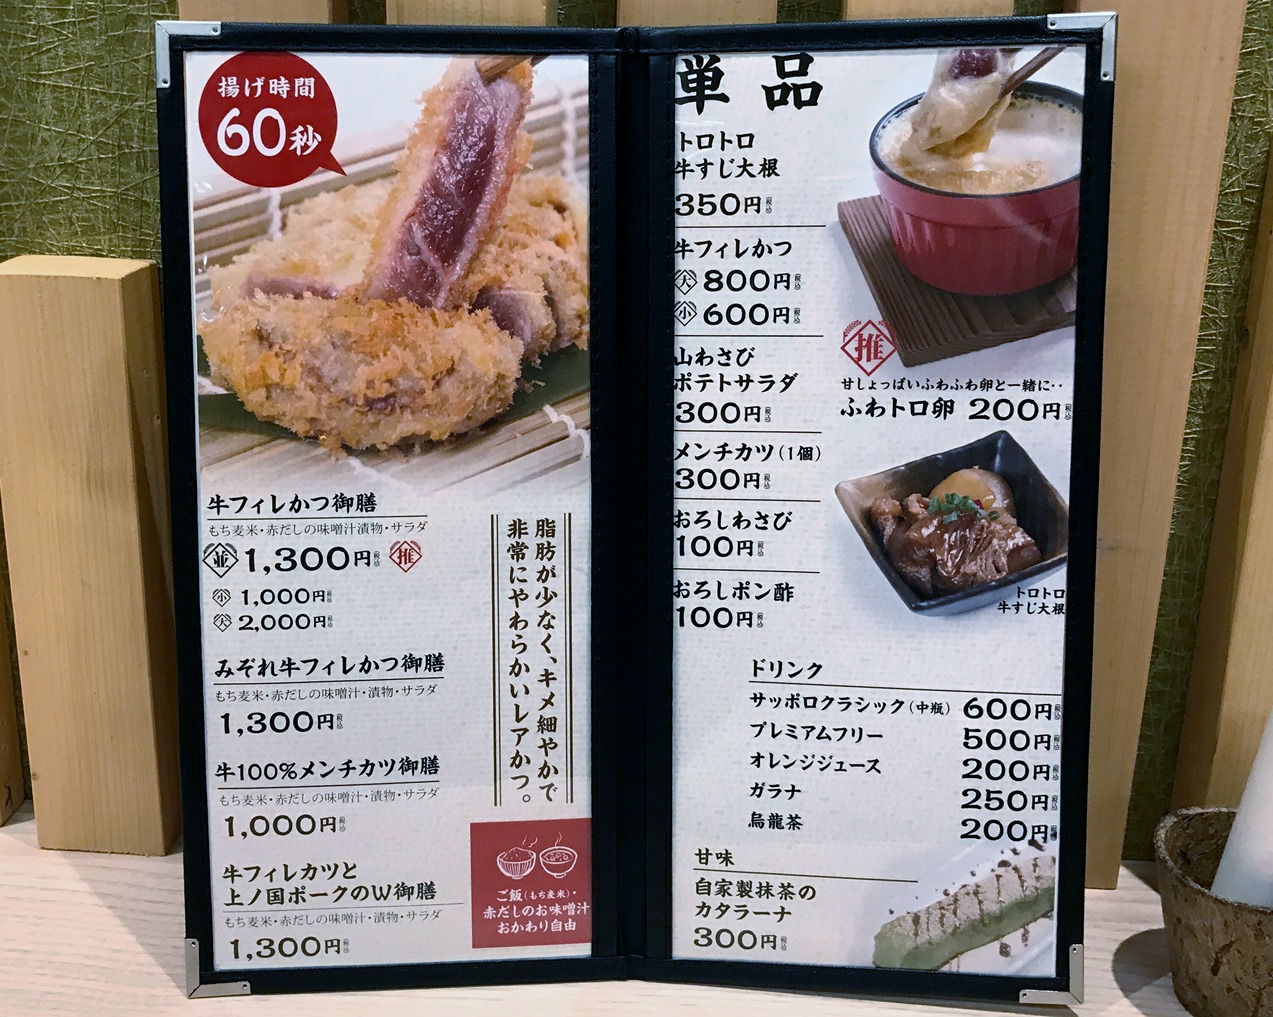 揚げ時間
60秒
牛フィレかつ御膳
もち麦米・赤だしの味噌汁漬物・サラダ
並 1,300円税込 推
小 1,000円税込
大 2,000円税込
みぞれ牛フィレかつ御膳
もち麦米・赤だしの味噌汁・漬物・サラダ
1,300円税込
牛100%メンチカツ御膳
もち麦米・赤だしの味噌汁・漬物・サラダ
1,000円税込
牛フィレカツと
上ノ国ポークのW御膳
もち麦米・赤だしの味噌汁・漬物・サラダ
1,300円税込
脂肪が少なく、キメ細やかで
非常にやわらかいレアかつ。
ご飯(もち麦米)・
赤だしのお味噌汁
おかわり自由
単品
トロトロ
牛すじ大根
350円税込
牛フィレかつ
大 800円税込
小 600円税込
山わさび
ポテトサラダ
300円税込
メンチカツ(1個)
300円税込
おろしわさび
100円税込
おろしポン酢
100円税込
推
甘しょっぱいふわふわ卵と一緒に‥
ふわトロ卵 200円税込
トロトロ
牛すじ大根
ドリンク
サッポロクラシック(中瓶) 600円税込
プレミアムフリー 500円税込
オレンジジュース 200円税込
ガラナ 250円税込
烏龍茶 200円税込
甘味
自家製抹茶の
カタラーナ
300円税込